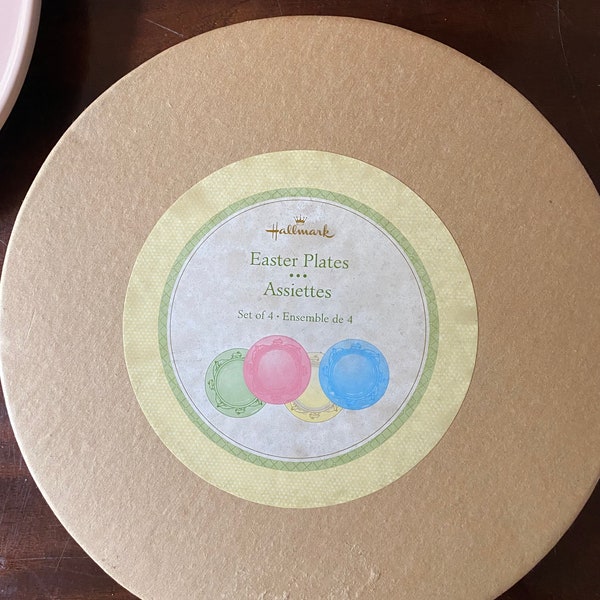 Hallmark
Easter Plates
•••
Assiettes
Set of 4 • Ensemble de 4